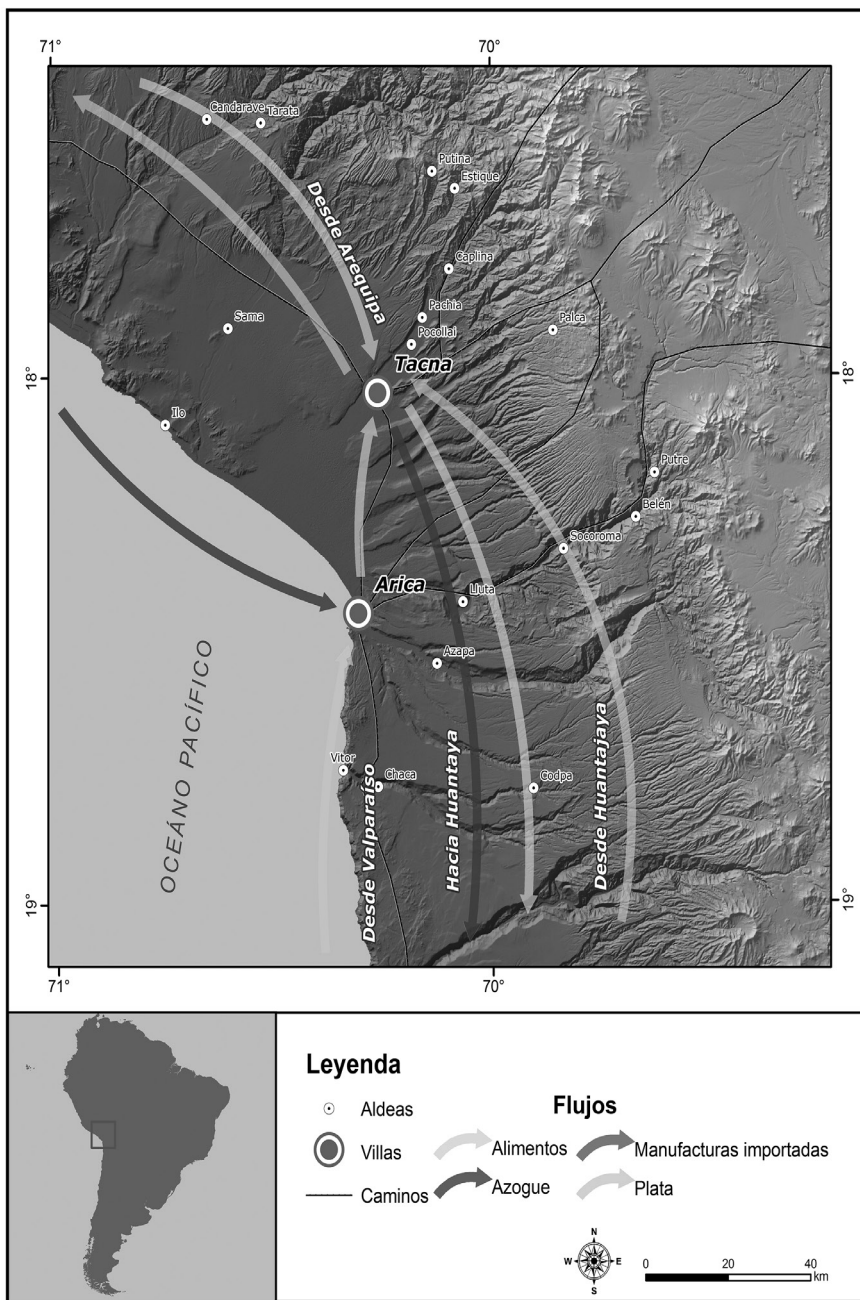 71°
70°
Candarave
Tarata
Putina
Estique
Desde Arequipa
Caplina
Pachia
Sama
Pocollai
Palca
Tacna
18°
18°
Ilo
Putre
Belén
Socoroma
Arica
Lluta
Azapa
OCEÁNO PACÍFICO
Vitor
Chaca
Codpa
Desde Valparaíso
Hacia Huantaya
Desde Huantajaya
19°
19°
71°
70°
Leyenda
Aldeas
Flujos
Villas
Alimentos
Manufacturas importadas
Caminos
Azogue
Plata
N
W
E
S
0
20
40
km